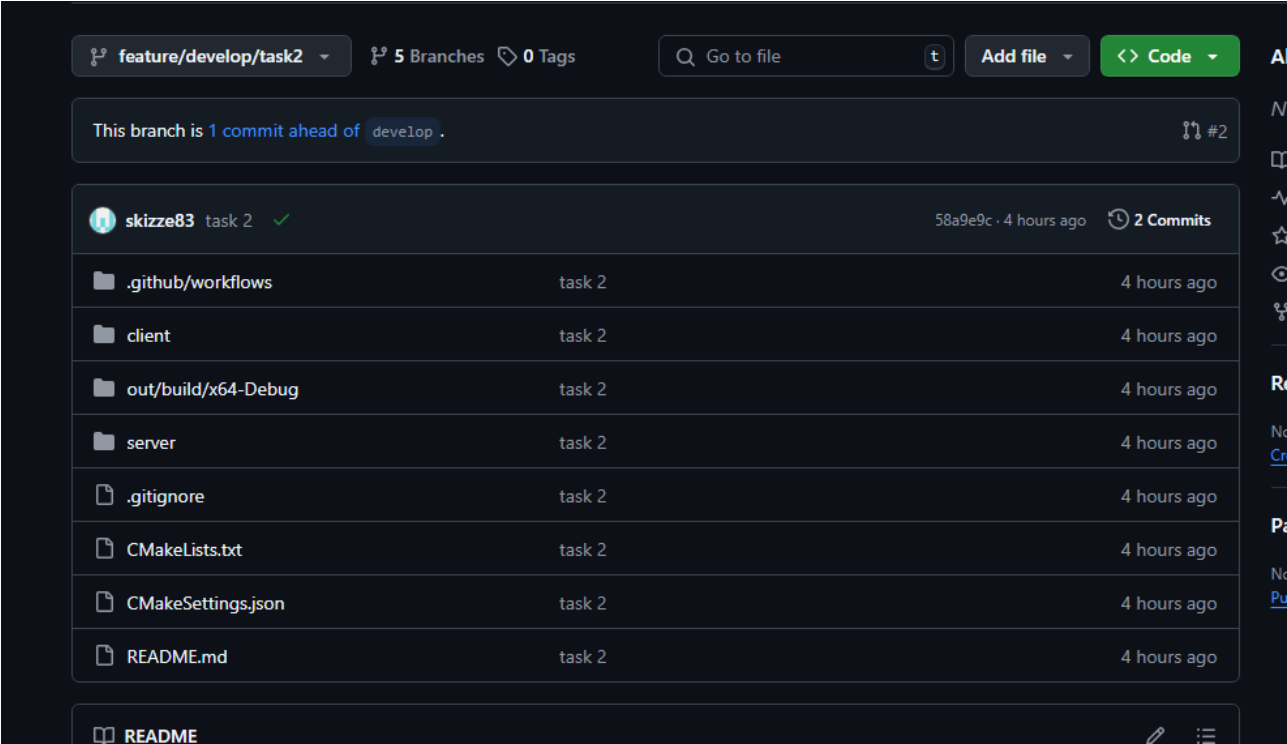 feature/develop/task2 5 Branches 0 Tags Go to file t Add file Code
This branch is 1 commit ahead of develop . #2
skizze83 task 2 58a9e9c · 4 hours ago 2 Commits
.github/workflows task 2 4 hours ago
client task 2 4 hours ago
out/build/x64-Debug task 2 4 hours ago
server task 2 4 hours ago
.gitignore task 2 4 hours ago
CMakeLists.txt task 2 4 hours ago
CMakeSettings.json task 2 4 hours ago
README.md task 2 4 hours ago
README